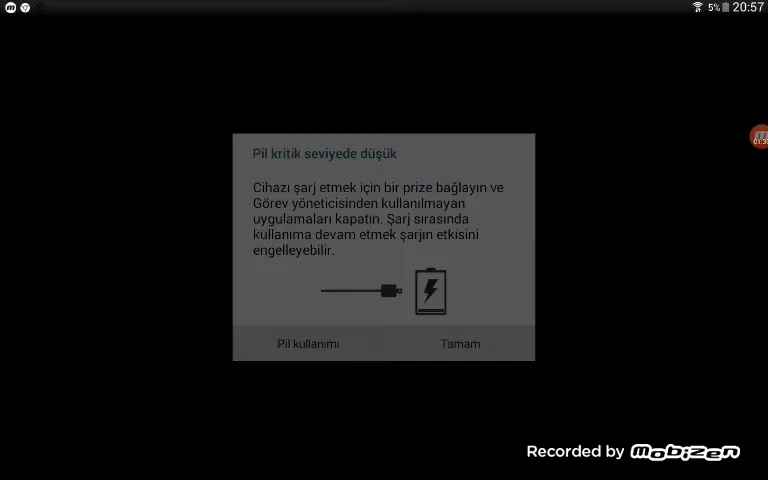 5% 20:57
Pil kritik seviyede düşük
Cihazı şarj etmek için bir prize bağlayın ve
Görev yöneticisinden kullanılmayan
uygulamaları kapatın. Şarj sırasında
kullanıma devam etmek şarjın etkisini
engelleyebilir.
Pil kullanımı Tamam
Recorded by mobizen